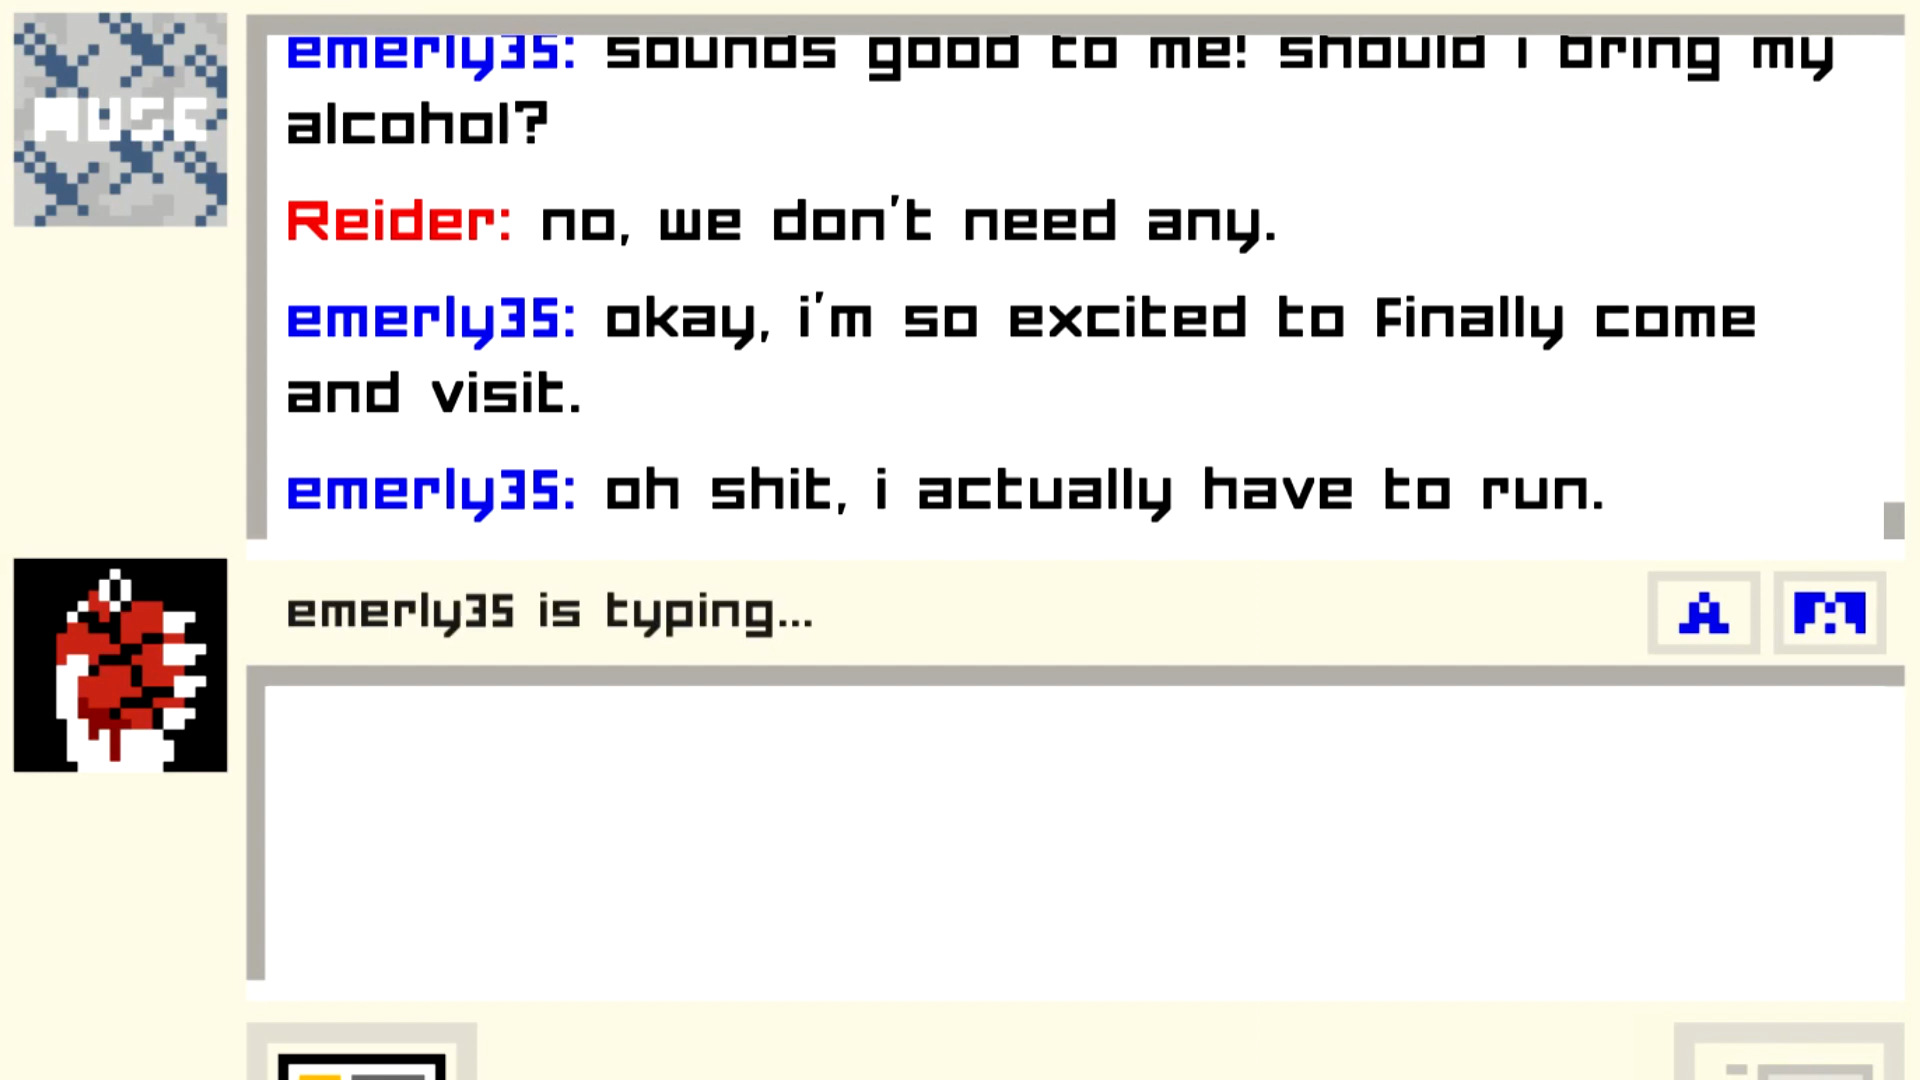 MUSE
emerly35: sounds good to me! should i bring my
alcohol?
Reider: no, we don't need any.
emerly35: okay, i'm so excited to finally come
and visit.
emerly35: oh shit, i actually have to run.
emerly35 is typing...